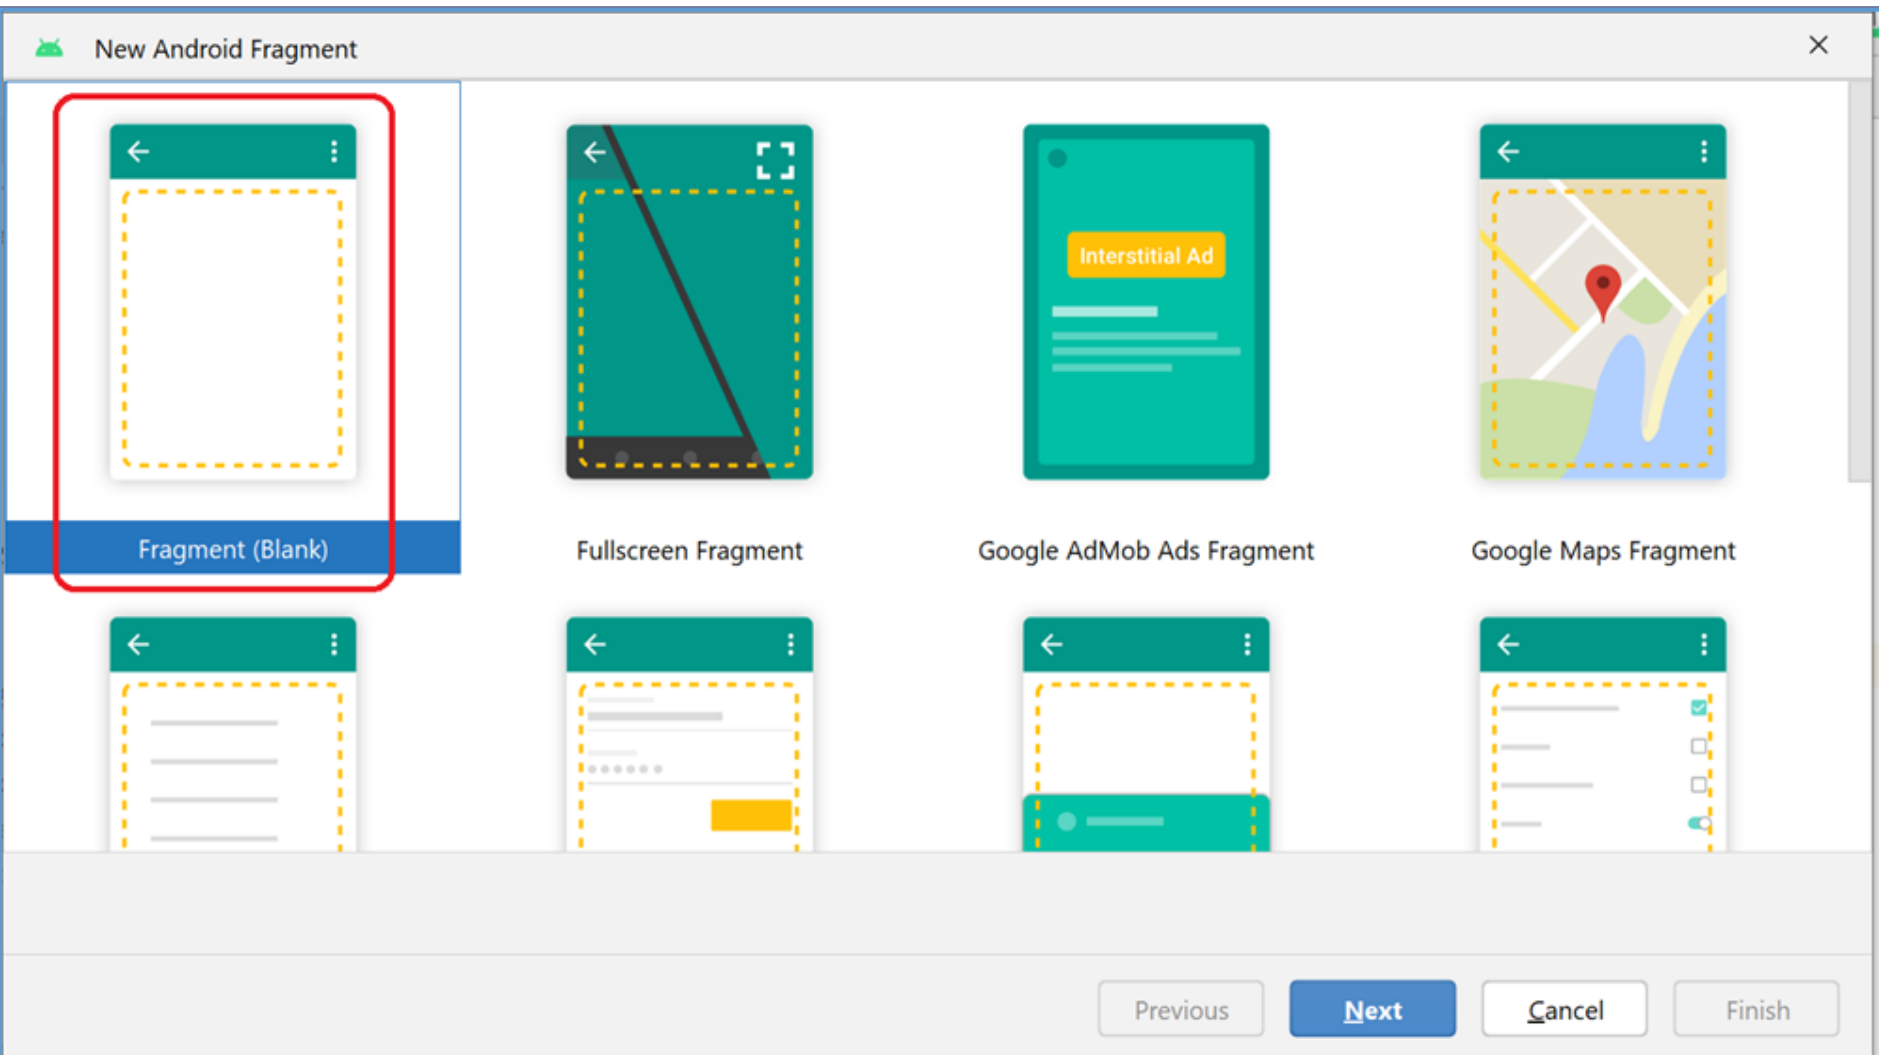 New Android Fragment
Interstitial Ad
Fragment (Blank)
Fullscreen Fragment
Google AdMob Ads Fragment
Google Maps Fragment
Previous
Next
Cancel
Finish